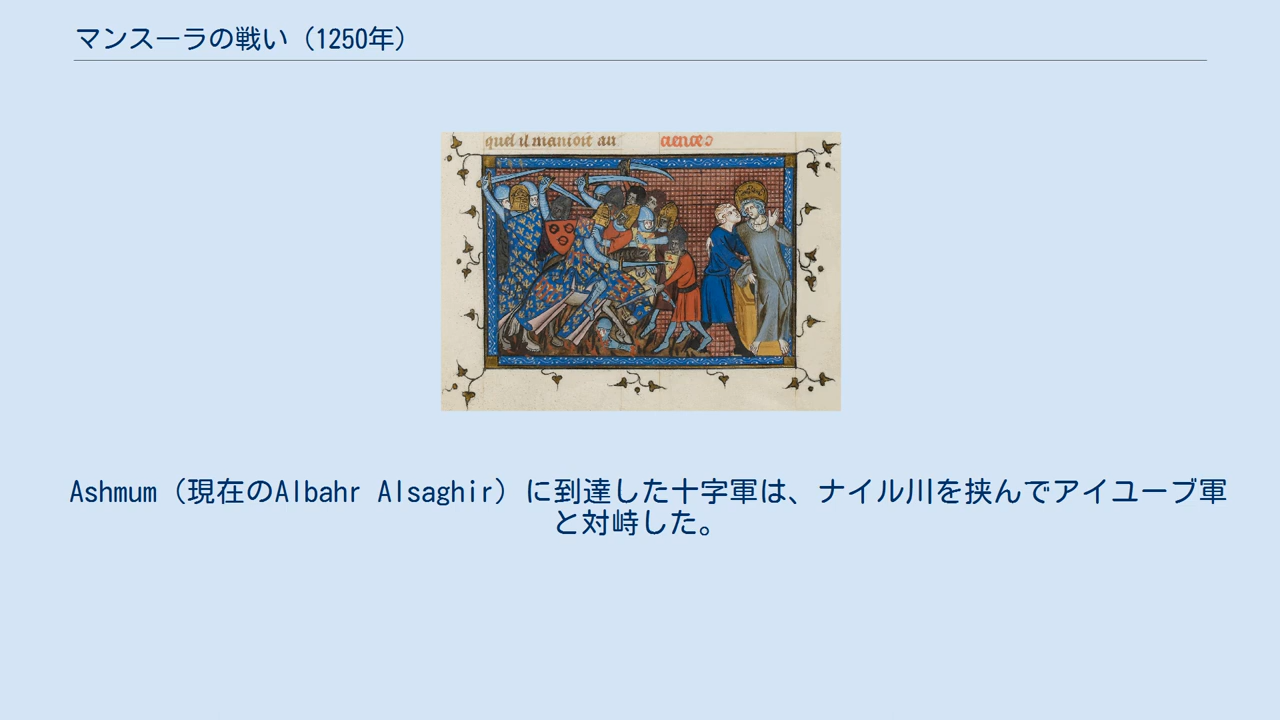 マンスーラの戦い（1250年）
quel il manioit au
cience
Ashmum（現在のAlbahr Alsaghir）に到達した十字軍は、ナイル川を挟んでアイユーブ軍
と対峙した。